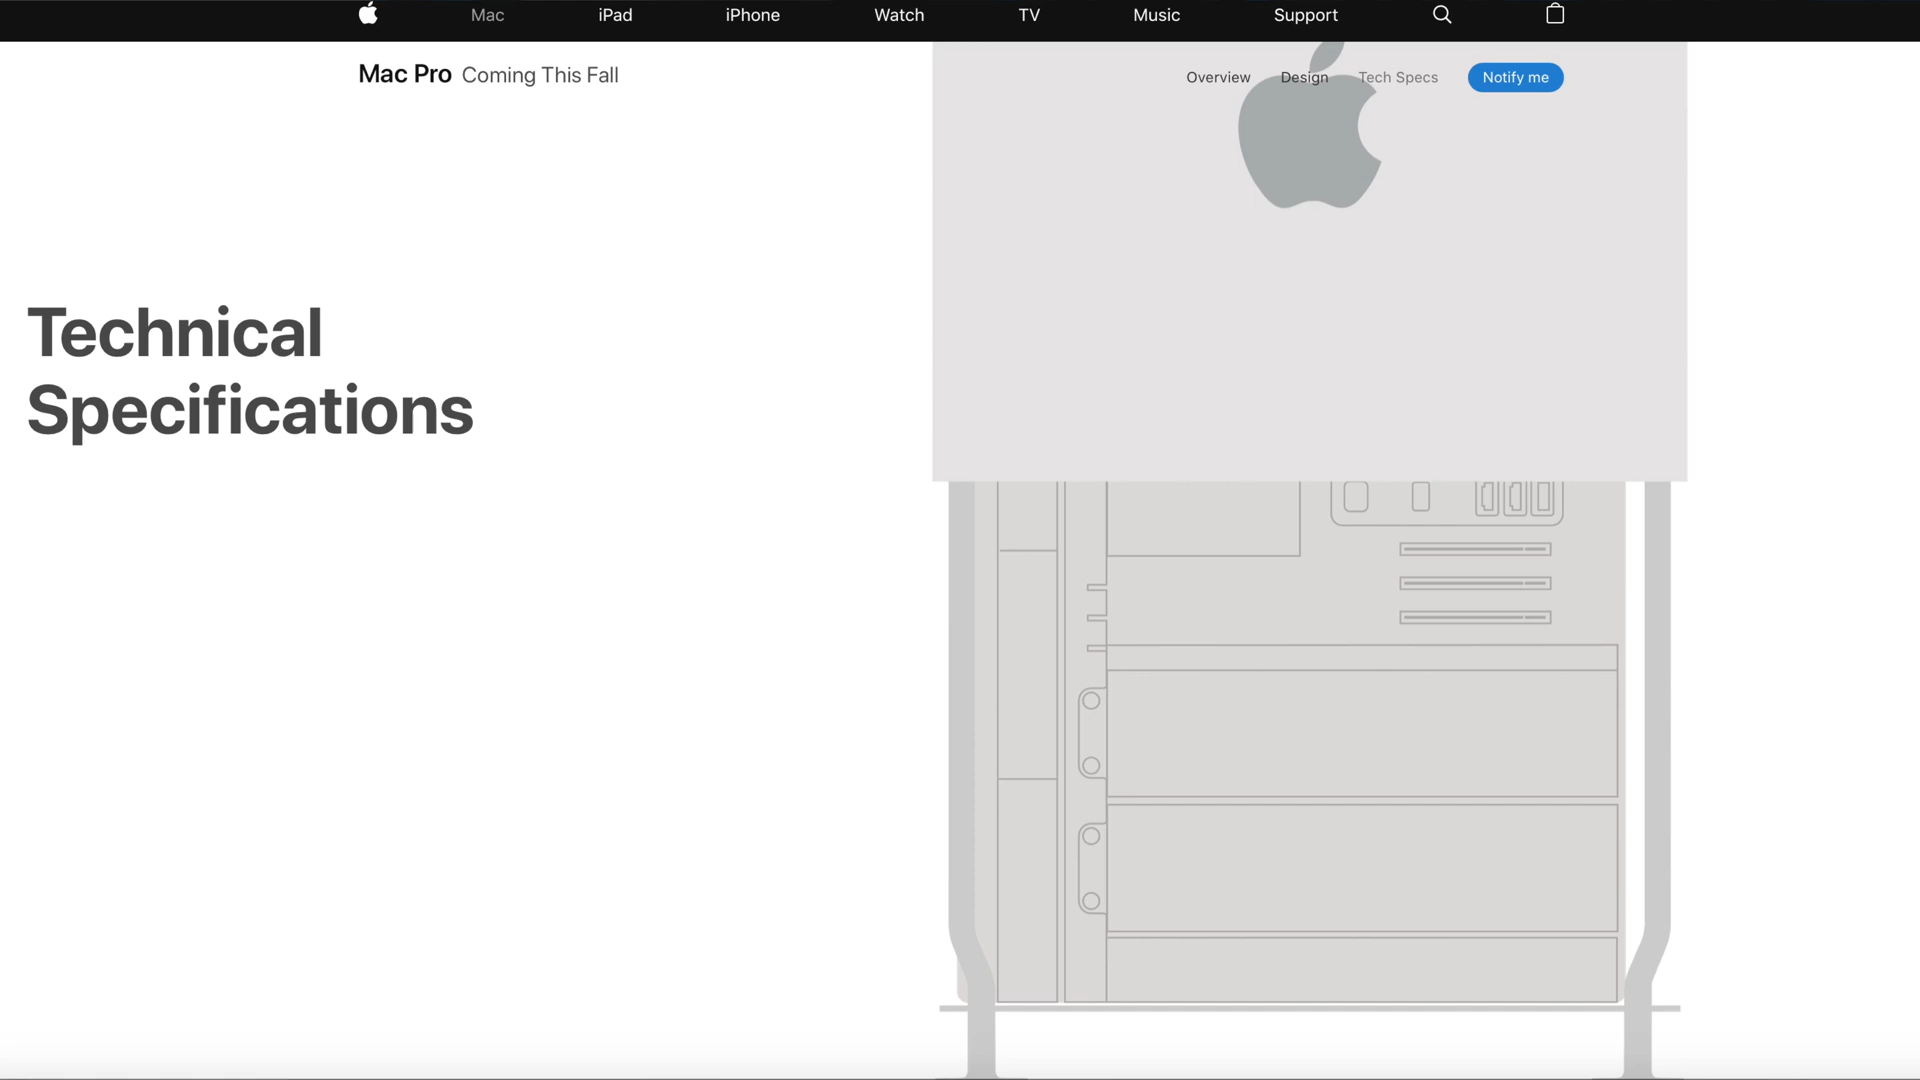 Mac iPad iPhone Watch TV Music Support
Mac Pro Coming This Fall
Overview Design Tech Specs Notify me
Technical
Specifications